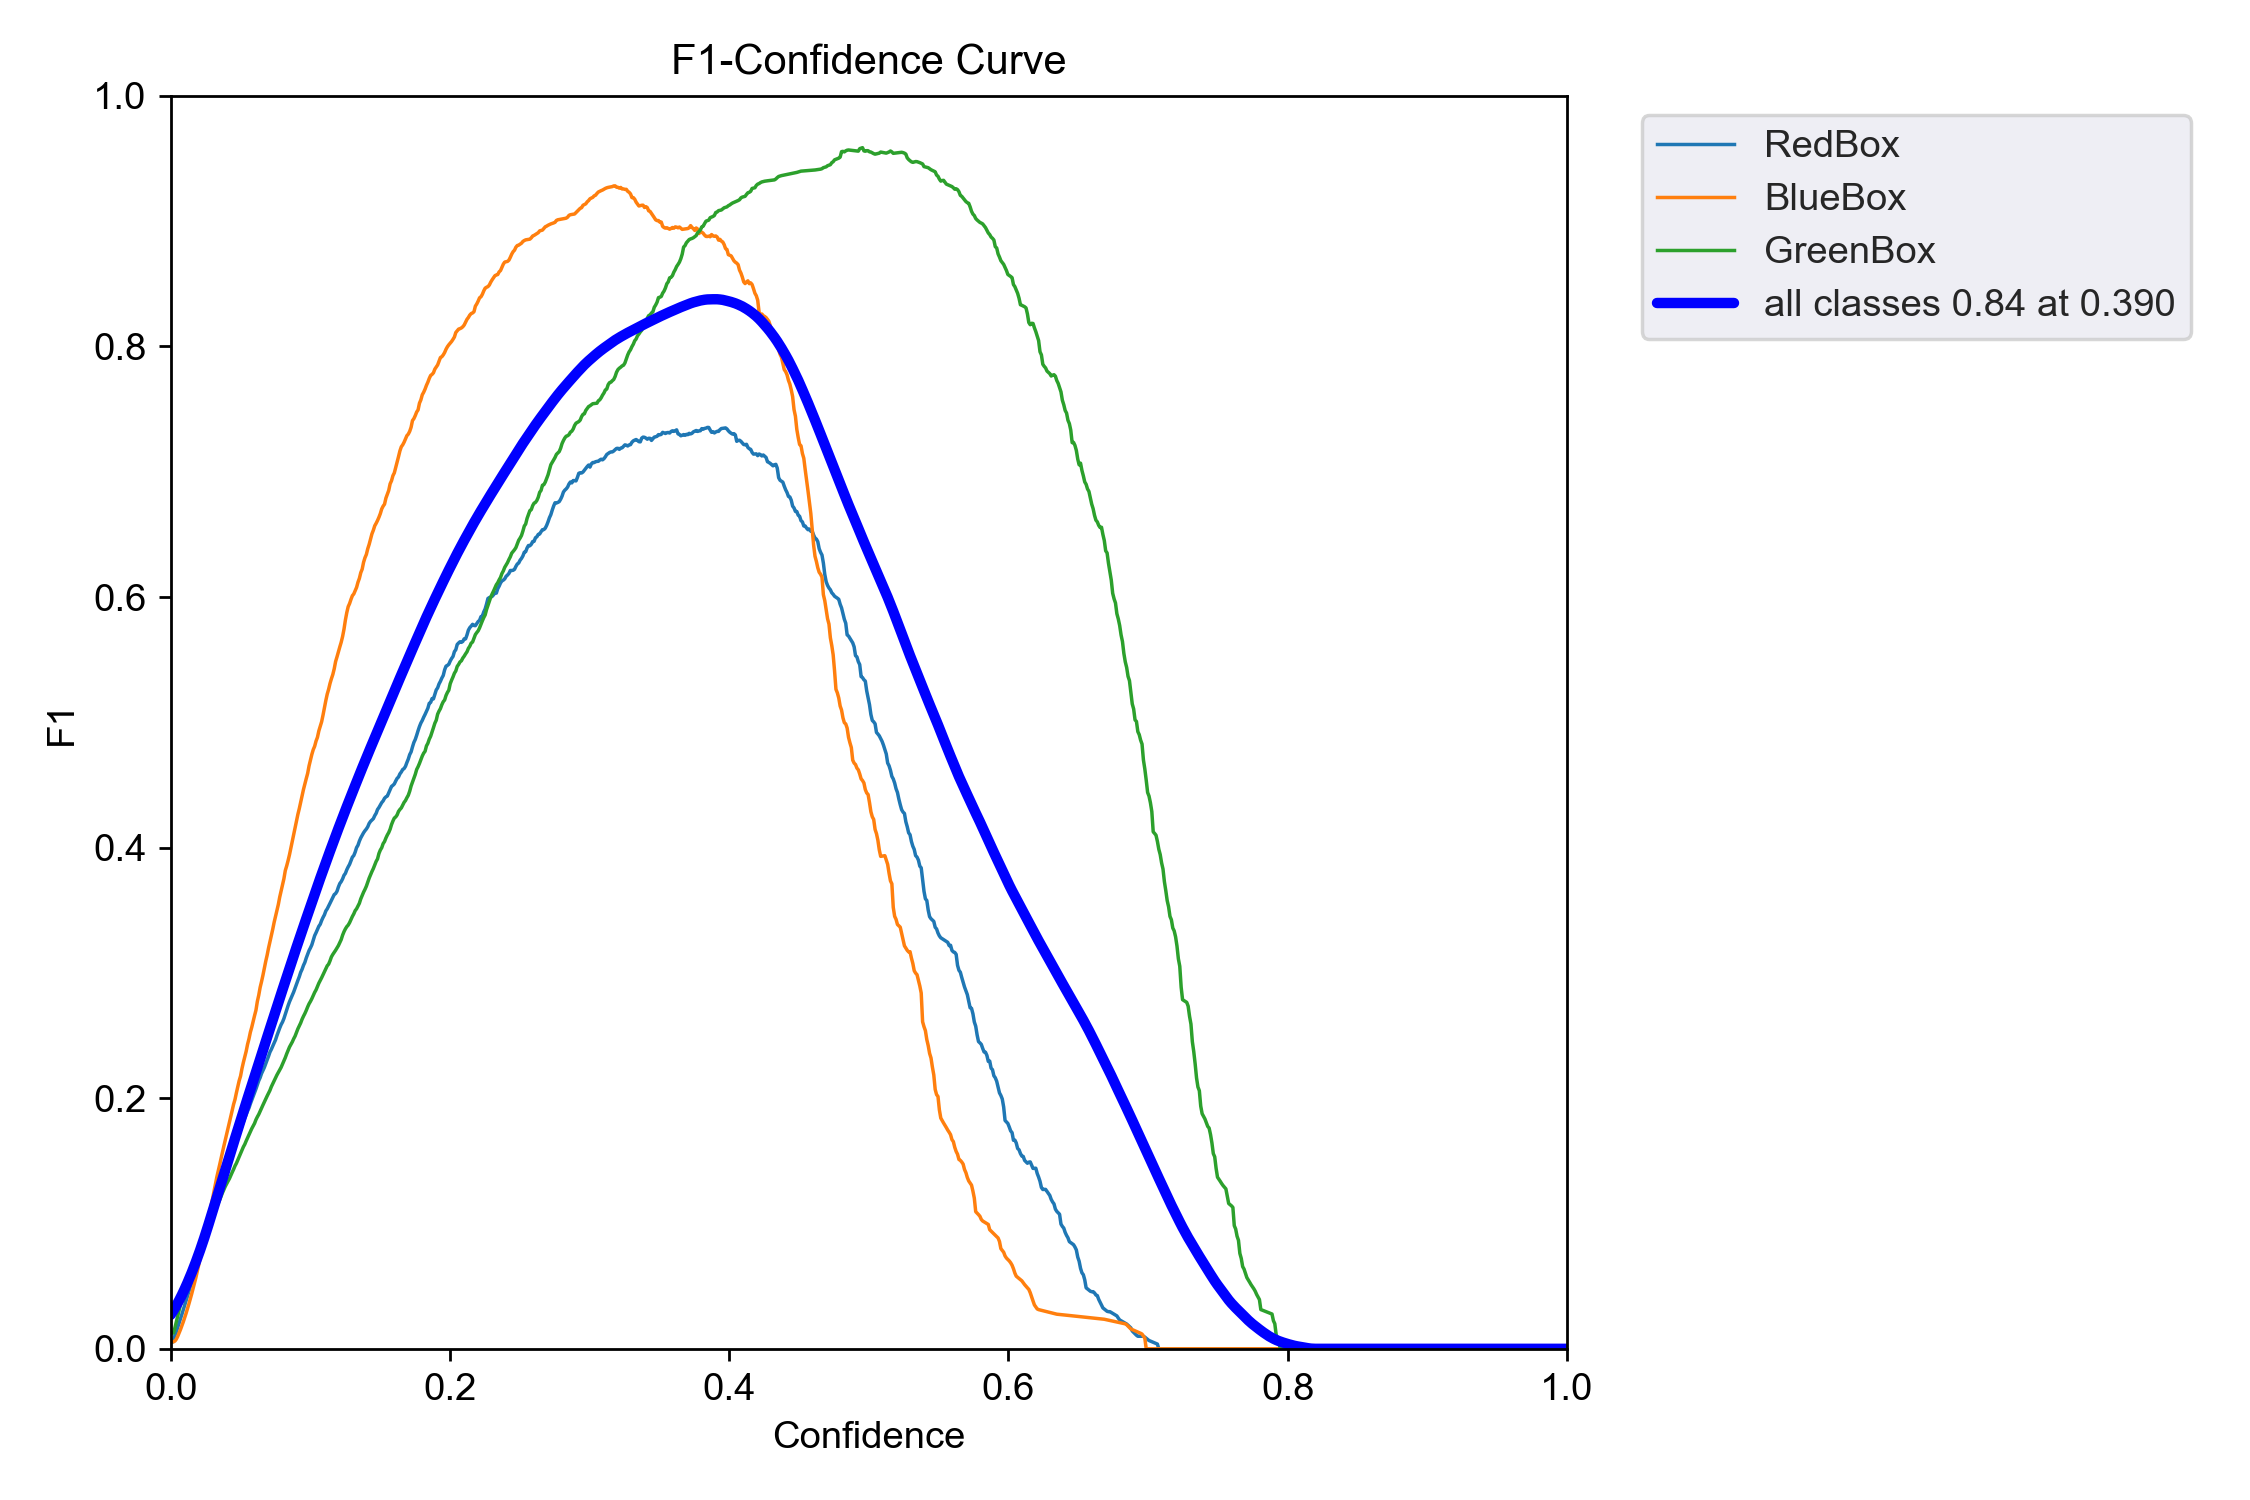 F1-Confidence Curve
1.0
0.8
0.6
0.4
0.2
0.0
F1
0.0 0.2 0.4 0.6 0.8 1.0
Confidence
RedBox
BlueBox
GreenBox
all classes 0.84 at 0.390